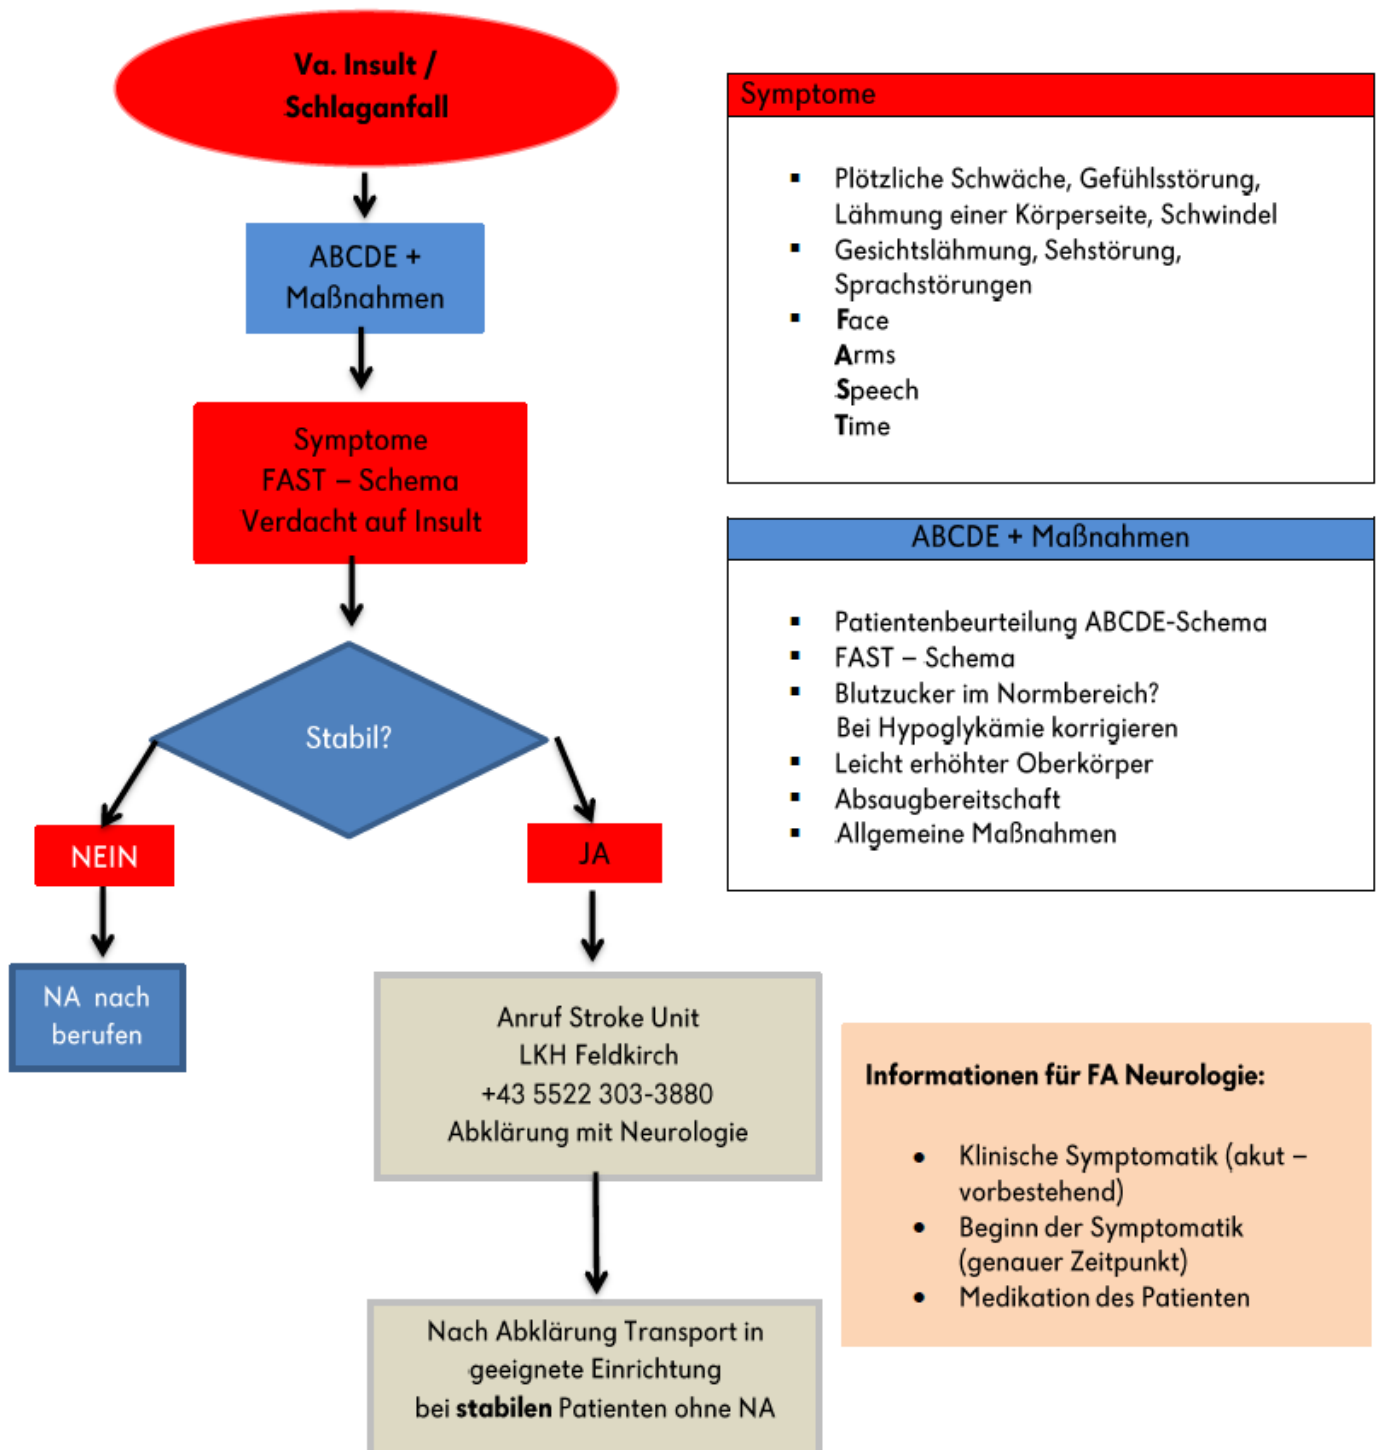 Va. Insult /
Schlaganfall
ABCDE +
Maßnahmen
Symptome
FAST – Schema
Verdacht auf Insult
Stabil?
NEIN
JA
NA nach
berufen
Anruf Stroke Unit
LKH Feldkirch
+43 5522 303-3880
Abklärung mit Neurologie
Nach Abklärung Transport in
geeignete Einrichtung
bei stabilen Patienten ohne NA
Symptome
▪ Plötzliche Schwäche, Gefühlsstörung,
Lähmung einer Körperseite, Schwindel
▪ Gesichtslähmung, Sehstörung,
Sprachstörungen
▪ Face
Arms
Speech
Time
ABCDE + Maßnahmen
▪ Patientenbeurteilung ABCDE-Schema
▪ FAST – Schema
▪ Blutzucker im Normbereich?
Bei Hypoglykämie korrigieren
▪ Leicht erhöhter Oberkörper
▪ Absaugbereitschaft
▪ Allgemeine Maßnahmen
Informationen für FA Neurologie:
• Klinische Symptomatik (akut –
vorbestehend)
• Beginn der Symptomatik
(genauer Zeitpunkt)
• Medikation des Patienten